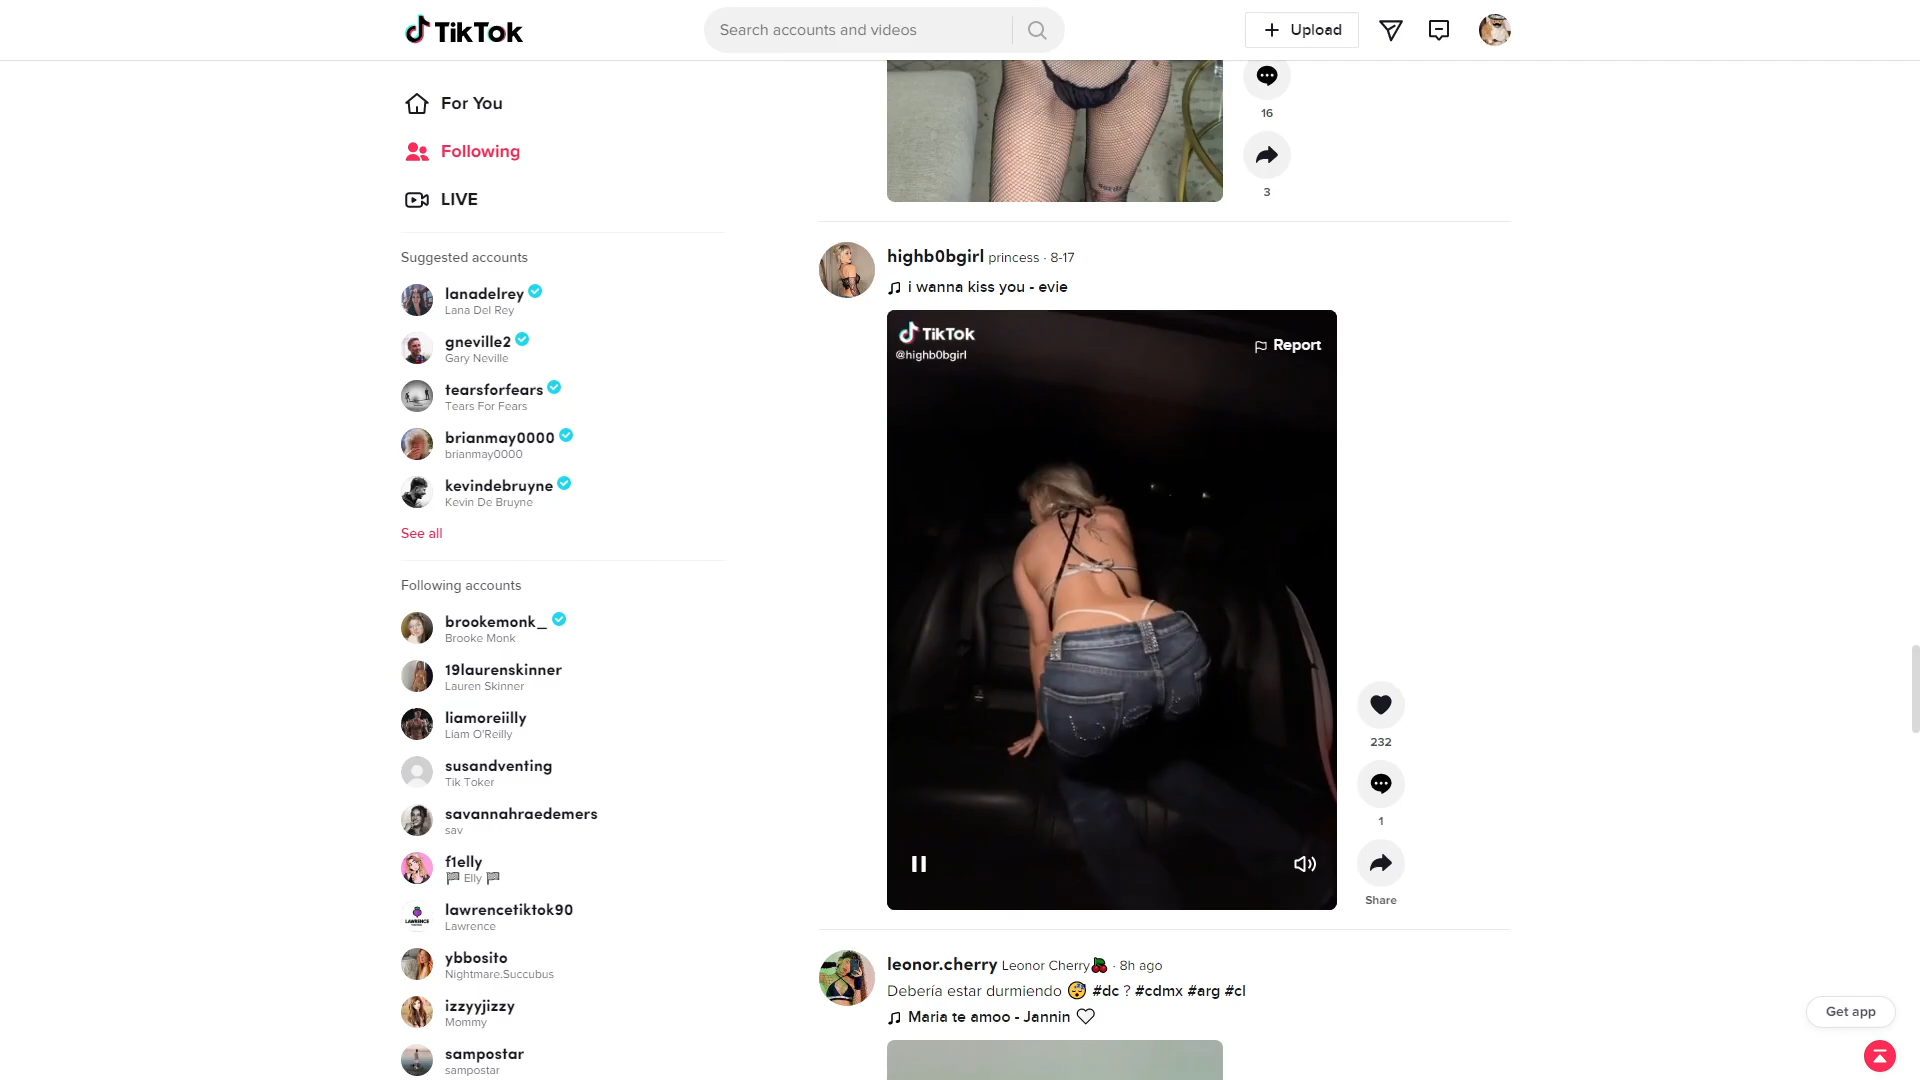 TikTok
Search accounts and videos
Upload
For You
Following
LIVE
Suggested accounts
lanadelrey
Lana Del Rey
gneville2
Gary Neville
tearsforfears
Tears For Fears
brianmay0000
brianmay0000
kevindebruyne
Kevin De Bruyne
See all
Following accounts
brookemonk_
Brooke Monk
19laurenskinner
Lauren Skinner
liamoreiilly
Liam O'Reilly
susandventing
Tik Toker
savannahraedemers
sav
f1elly
🏁 Elly 🏁
lawrencetiktok90
Lawrence
ybbosito
Nightmare.Succubus
izzyyjizzy
Mommy
sampostar
sampostar
16
3
highb0bgirl princess · 8-17
i wanna kiss you - evie
TikTok
@highb0bgirl
Report
232
1
Share
leonor.cherry Leonor Cherry🍒 · 8h ago
Debería estar durmiendo 😴 #dc ? #cdmx #arg #cl
Maria te amoo - Jannin ♡
Get app